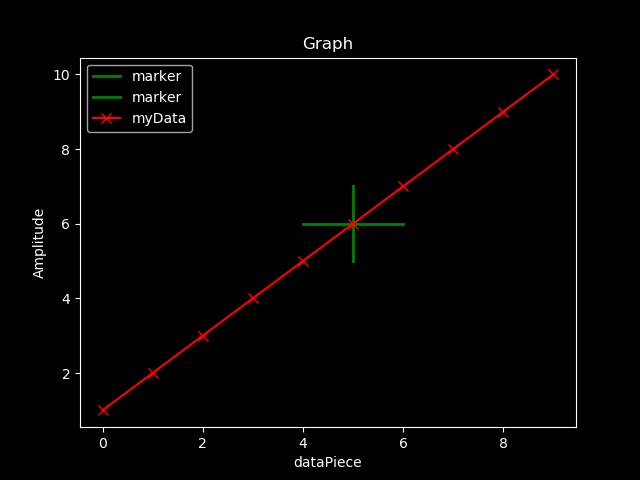 Graph
marker
marker
myData
10
8
6
4
2
Amplitude
0 2 4 6 8
dataPiece